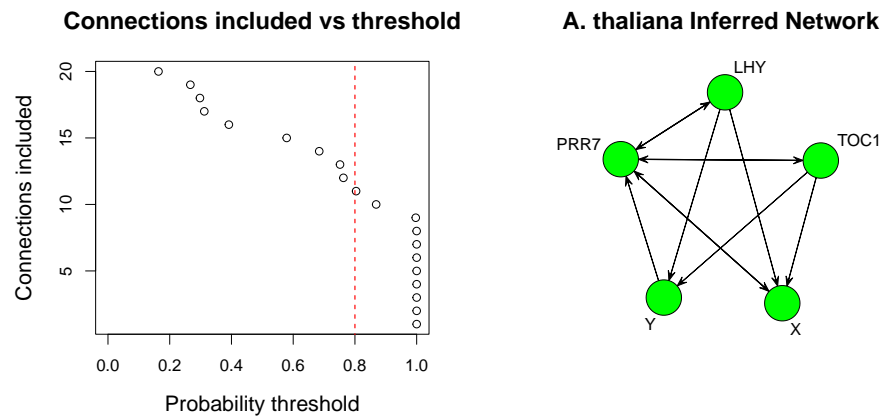 Connections included vs threshold
Connections included
20
15
10
5
0.0 0.2 0.4 0.6 0.8 1.0
Probability threshold
A. thaliana Inferred Network
LHY
PRR7
TOC1
Y
X